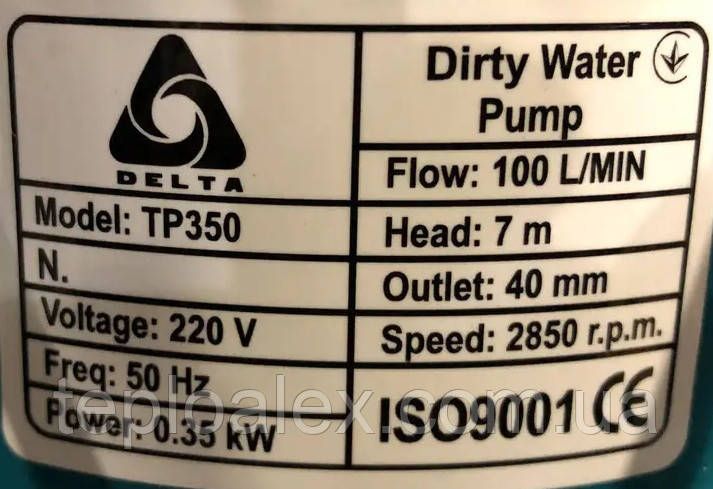 DELTA
Model: TP350
N.
Voltage: 220 V
Freq: 50 Hz
Power: 0.35 kW
Dirty Water
Pump
Flow: 100 L/MIN
Head: 7 m
Outlet: 40 mm
Speed: 2850 r.p.m.
ISO9001 CE
teploalex.com.ua